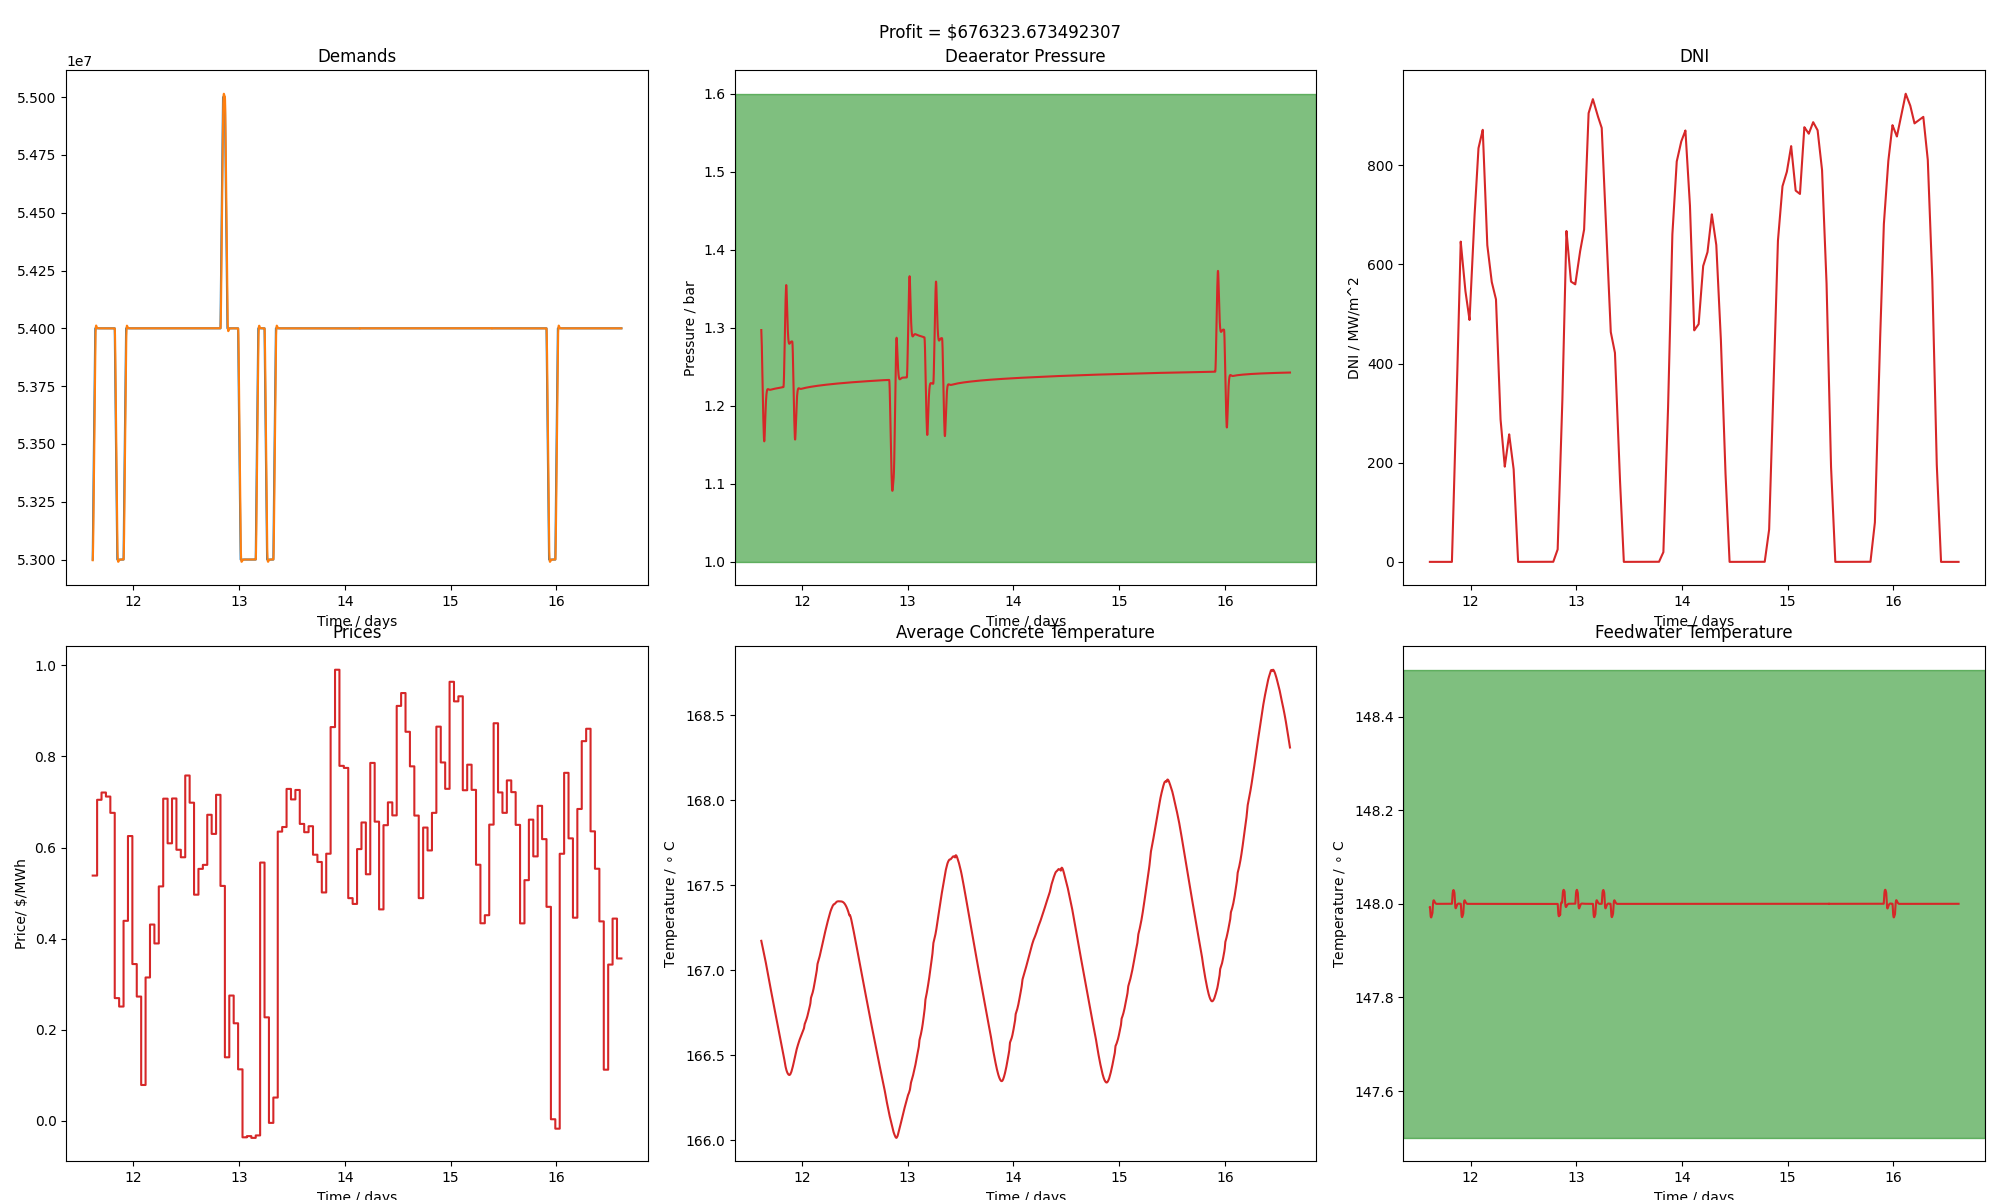 Profit = $676323.673492307
Demands
1e7
5.500
5.475
5.450
5.425
5.400
5.375
5.350
5.325
5.300
12 13 14 15 16
Time / days
Deaerator Pressure
Pressure / bar
1.6
1.5
1.4
1.3
1.2
1.1
1.0
12 13 14 15 16
Time / days
DNI
DNI / MW/m^2
800
600
400
200
0
12 13 14 15 16
Time / days
Prices
Price/ $/MWh
1.0
0.8
0.6
0.4
0.2
0.0
12 13 14 15 16
Time / days
Average Concrete Temperature
Temperature / ∘ C
168.5
168.0
167.5
167.0
166.5
166.0
12 13 14 15 16
Time / days
Feedwater Temperature
Temperature / ∘ C
148.4
148.2
148.0
147.8
147.6
12 13 14 15 16
Time / days